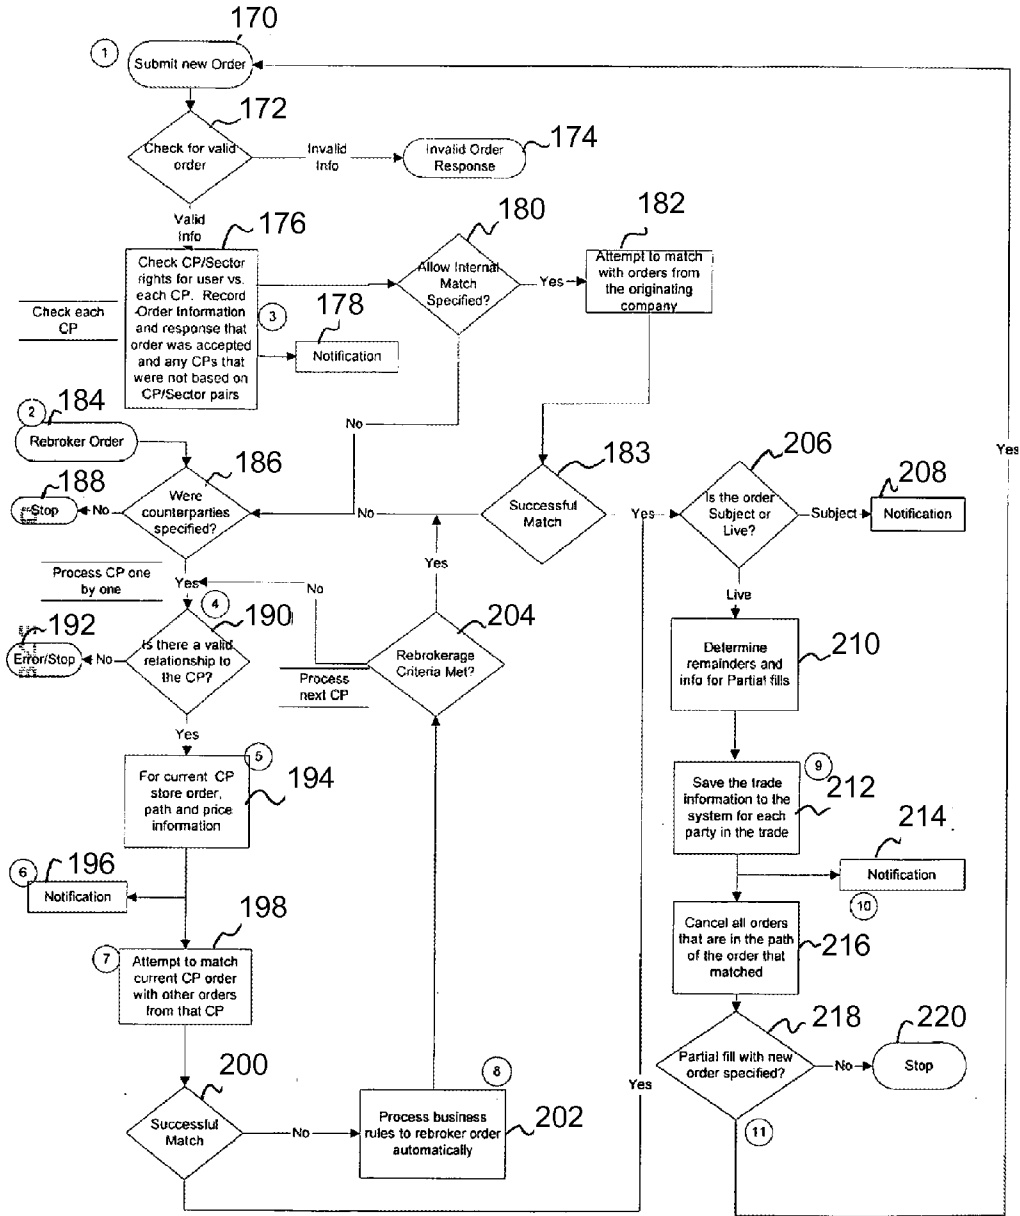 170
1
Submit new Order
172
Check for valid
order
Invalid
Info
Invalid Order
Response
174
Valid
Info
176
Check CP/Sector
rights for user vs.
each CP. Record
Order Information
and response that
order was accepted
and any CPs that
were not based on
CP/Sector pairs
3
Check each
CP
178
Notification
180
Allow Internal
Match
Specified?
Yes
182
Attempt to match
with orders from
the originating
company
No
2
184
Rebroker Order
186
Were
counterparties
specified?
188
Stop
No
No
183
Successful
Match
Yes
206
Is the order
Subject or
Live?
Subject
208
Notification
Yes
Process CP one
by one
Yes
No
Yes
4
190
Is there a valid
relationship to
the CP?
192
Error/Stop
No
204
Rebrokerage
Criteria Met?
Process
next CP
Live
210
Determine
remainders and
info for Partial fills
Yes
5
194
For current CP
store order,
path and price
information
9
212
Save the trade
information to the
system for each
party in the trade
6
196
Notification
214
Notification
10
198
7
Attempt to match
current CP order
with other orders
from that CP
Cancel all orders
that are in the path
of the order that
matched
216
200
Successful
Match
No
8
Process business
rules to rebroker order
automatically
202
Yes
218
Partial fill with new
order specified?
No
220
Stop
11